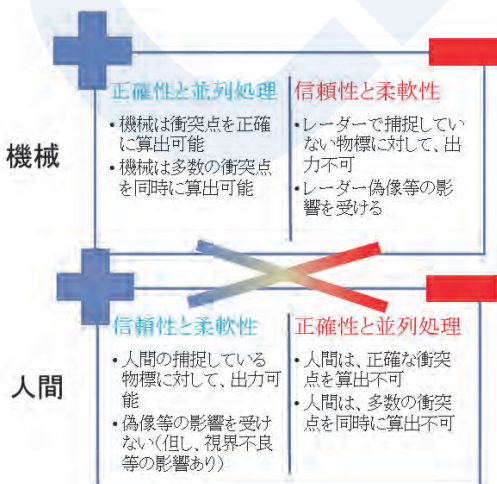 機械
正確性と並列処理
・機械は衝突点を正確
に算出可能
・機械は多数の衝突点
を同時に算出可能
信頼性と柔軟性
・レーダーで捕捉してい
ない物標に対して、出
力不可
・レーダー偽像等の影
響を受ける
人間
信頼性と柔軟性
・人間の捕捉している
物標に対して、出力可
能
・偽像等の影響を受け
ない(但し、視界不良
等の影響あり)
正確性と並列処理
・人間は、正確な衝突
点を算出不可
・人間は、多数の衝突
点を同時に算出不可